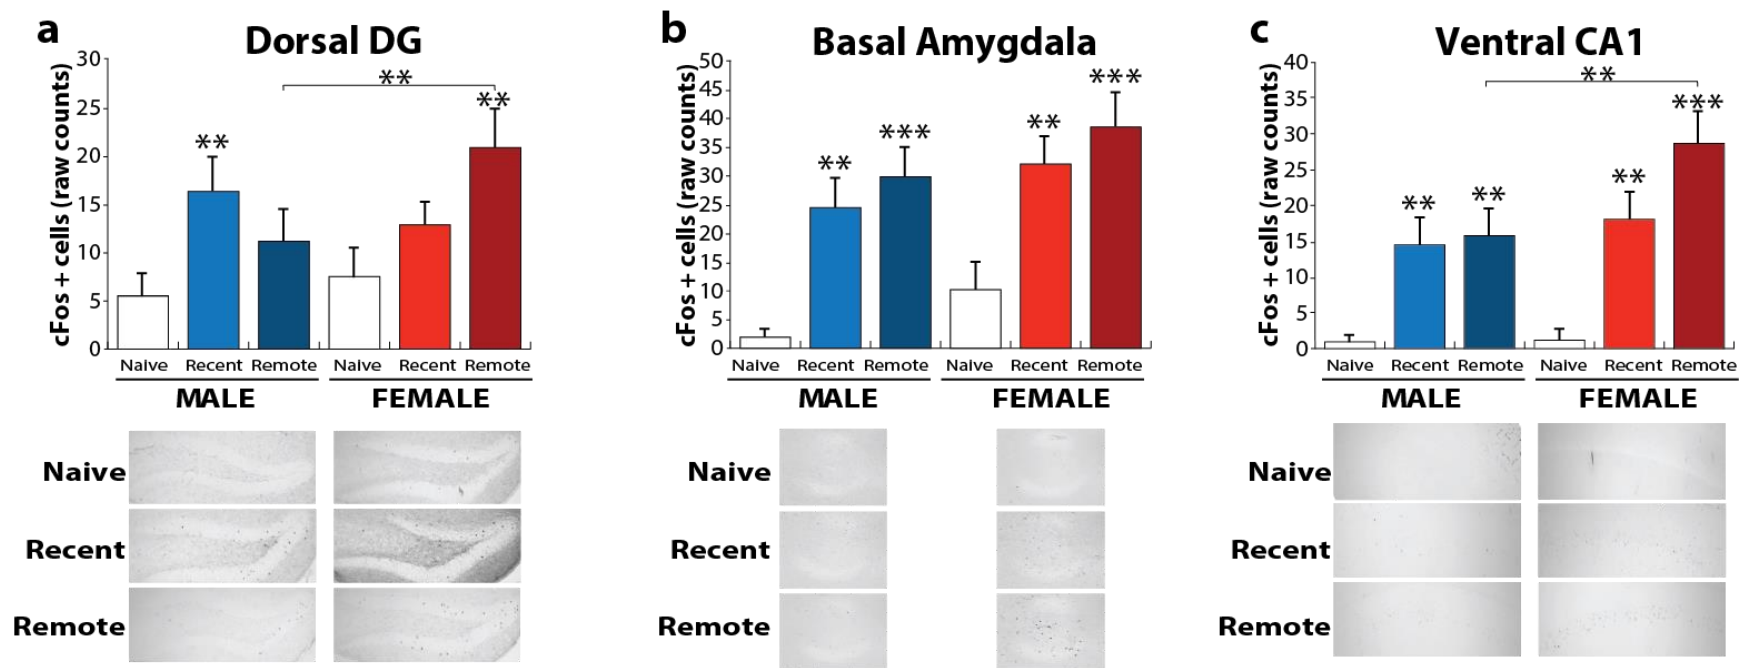 a
Dorsal DG
cFos + cells (raw counts)
30
25
20
15
10
5
0
**
**
**
Naive Recent Remote Naive Recent Remote
MALE FEMALE
Naive
Recent
Remote
b
Basal Amygdala
cFos + cells (raw counts)
50
45
40
35
30
25
20
15
10
5
0
**
***
**
***
Naive Recent Remote Naive Recent Remote
MALE FEMALE
Naive
Recent
Remote
c
Ventral CA1
cFos + cells (raw counts)
40
35
30
25
20
15
10
5
0
**
**
**
**
***
Naive Recent Remote Naive Recent Remote
MALE FEMALE
Naive
Recent
Remote